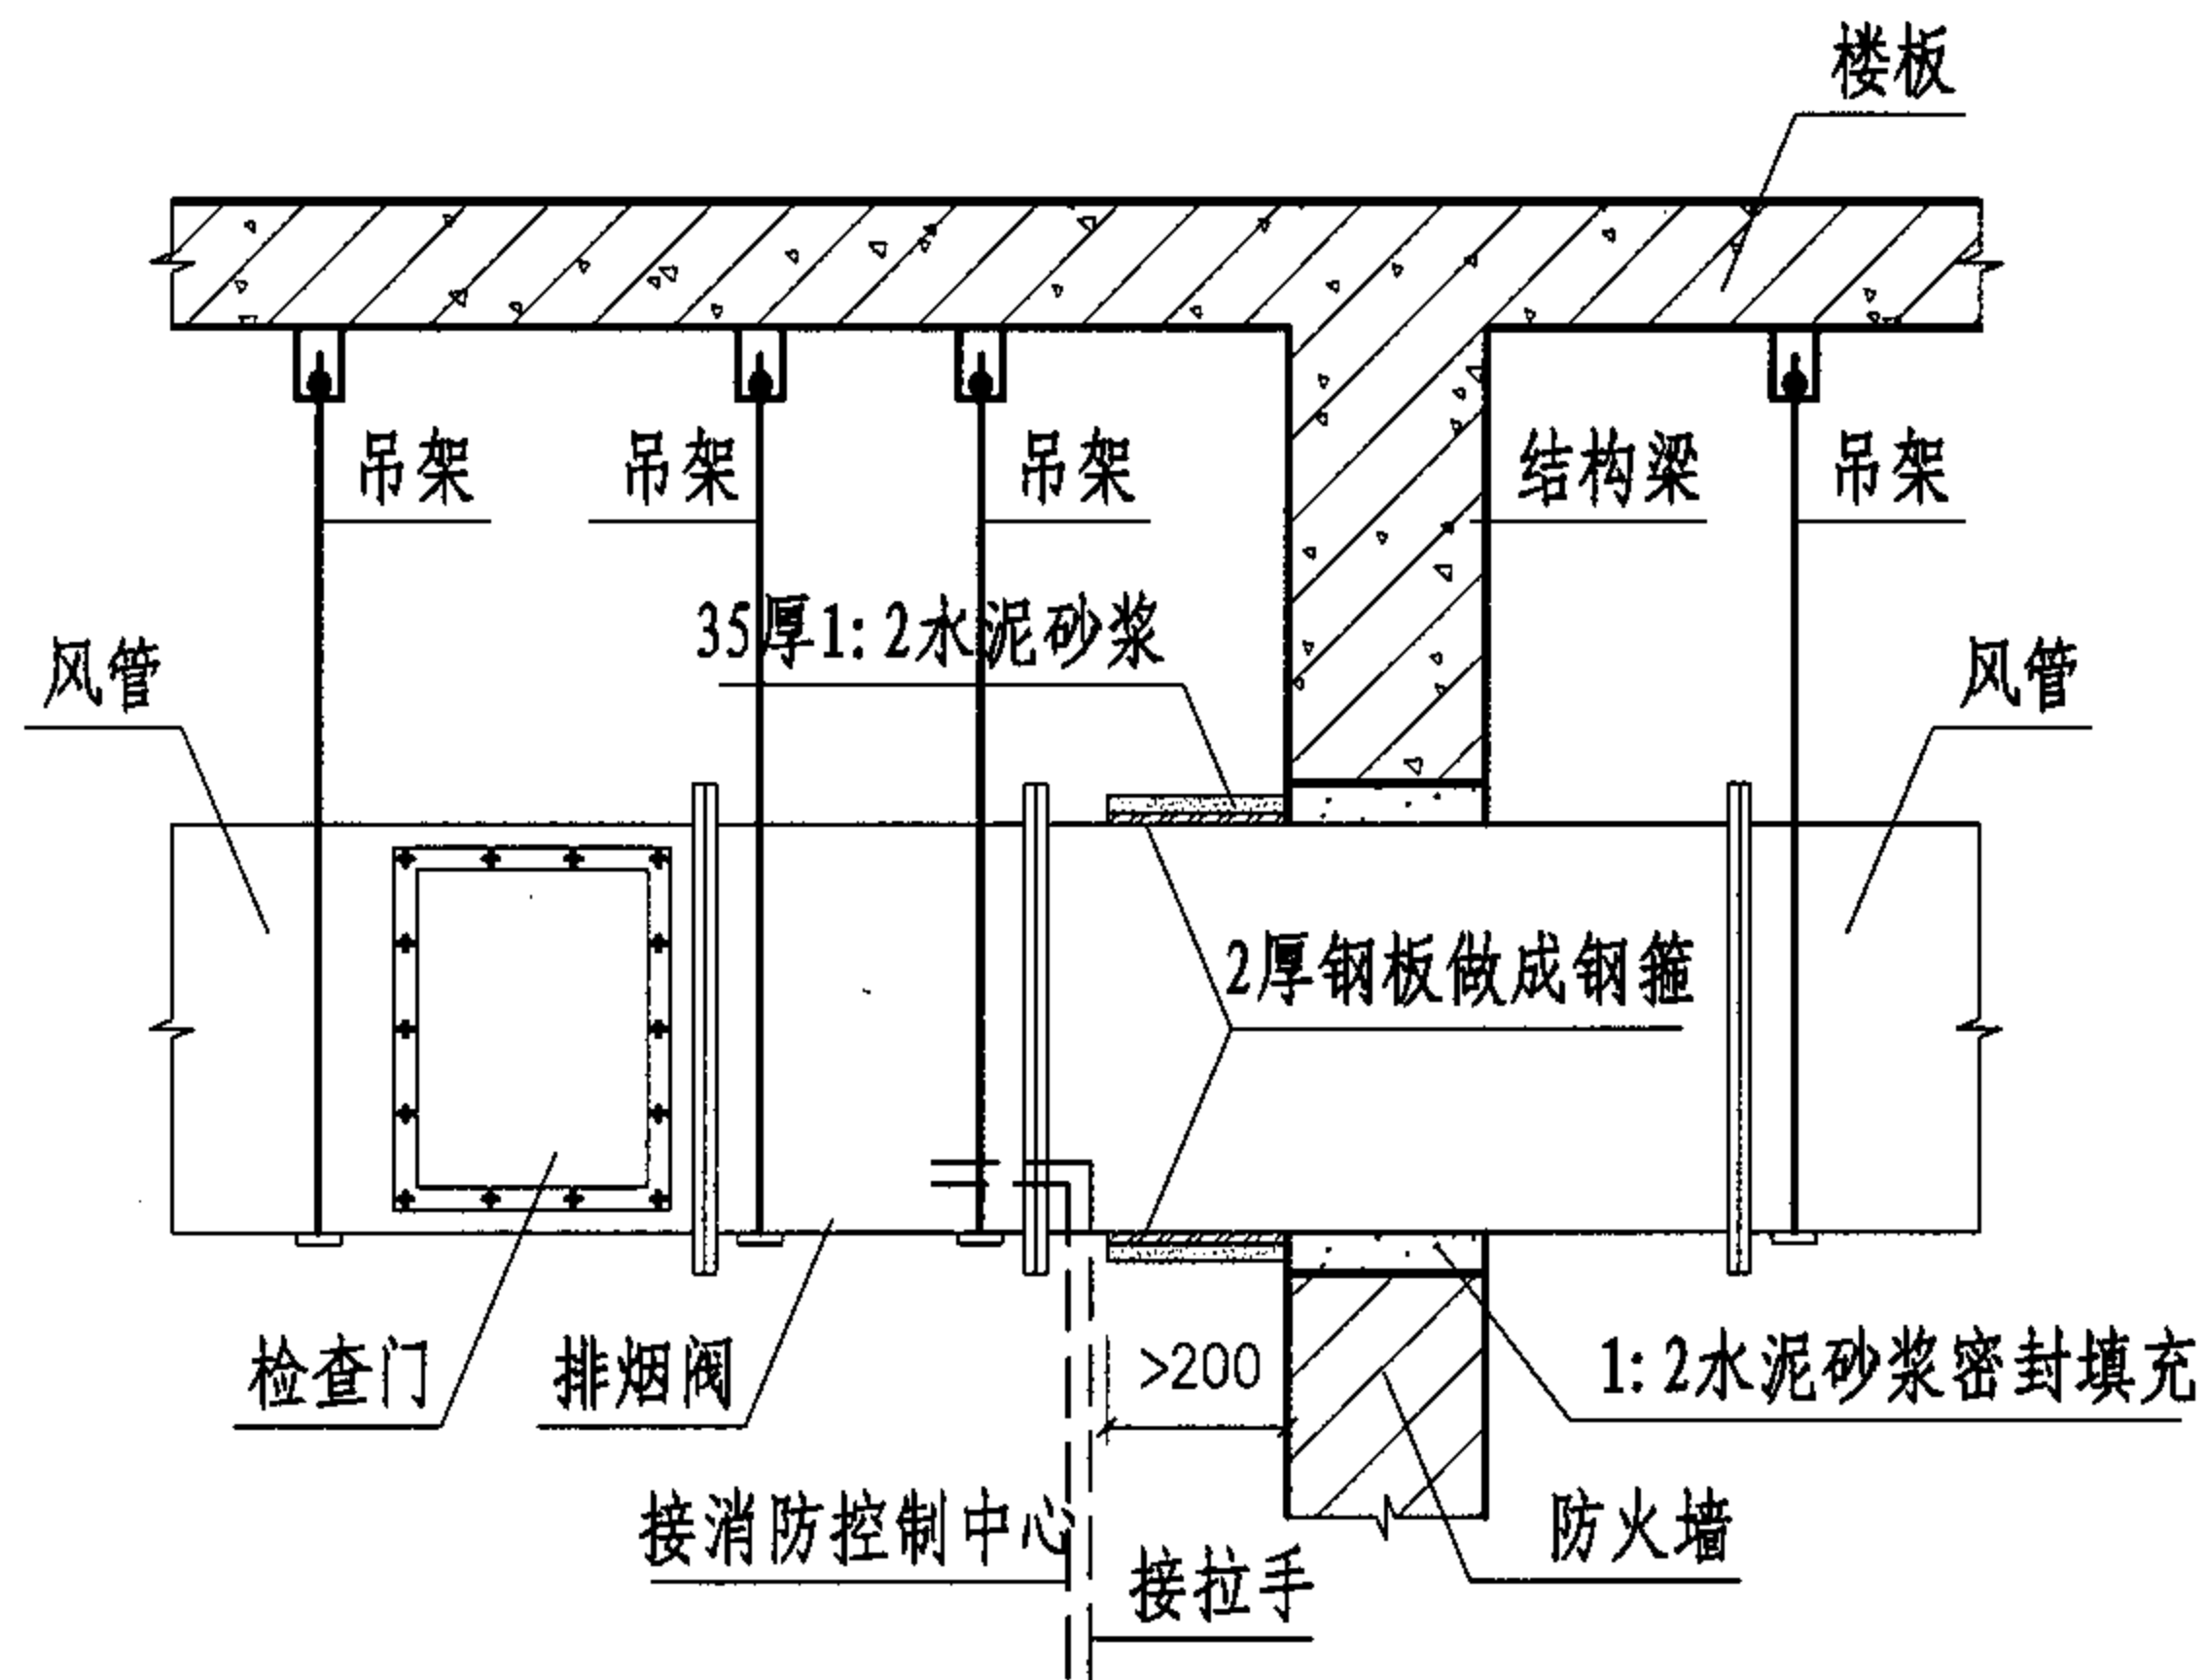 楼板
吊架
吊架
吊架
结构梁
吊架
35厚1:2水泥砂浆
风管
风管
2厚钢板做成钢箍
检查门
排烟阀
>200
1:2水泥砂浆密封填充
接消防控制中心
防火墙
接拉手